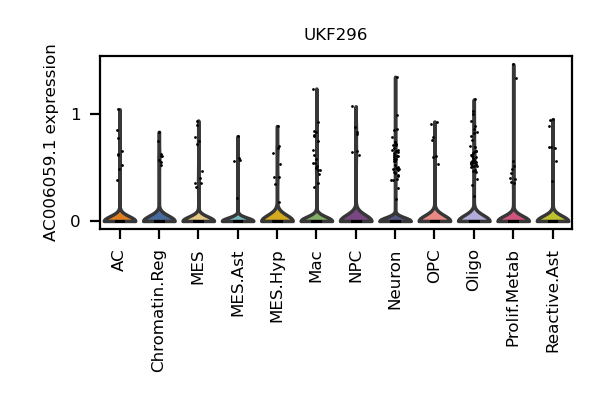 UKF296
AC006059.1 expression
1
0
AC
Chromatin.Reg
MES
MES.Ast
MES.Hyp
Mac
NPC
Neuron
OPC
Oligo
Prolif.Metab
Reactive.Ast